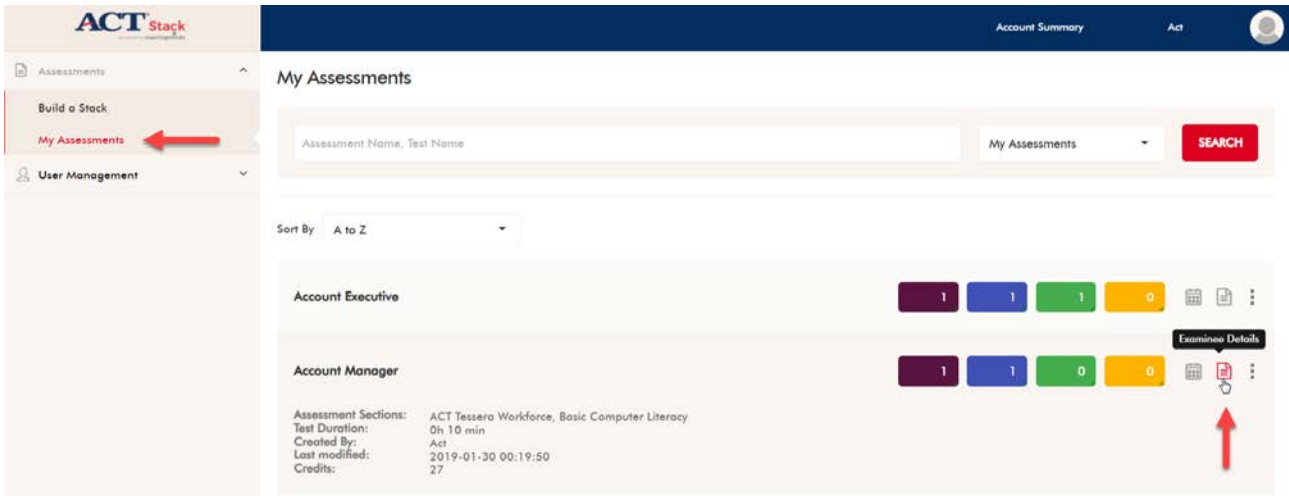 ACT Stack
Account Summary
Act
Assessments
Build a Stack
My Assessments
User Management
My Assessments
Assessment Name, Test Name
My Assessments
SEARCH
Sort By A to Z
Account Executive
1 1 1 0
Examinee Details
Account Manager
1 1 0 0
Assessment Sections: ACT Tessera Workforce, Basic Computer Literacy
Test Duration: 0h 10 min
Created By: Act
Last modified: 2019-01-30 00:19:50
Credits: 27